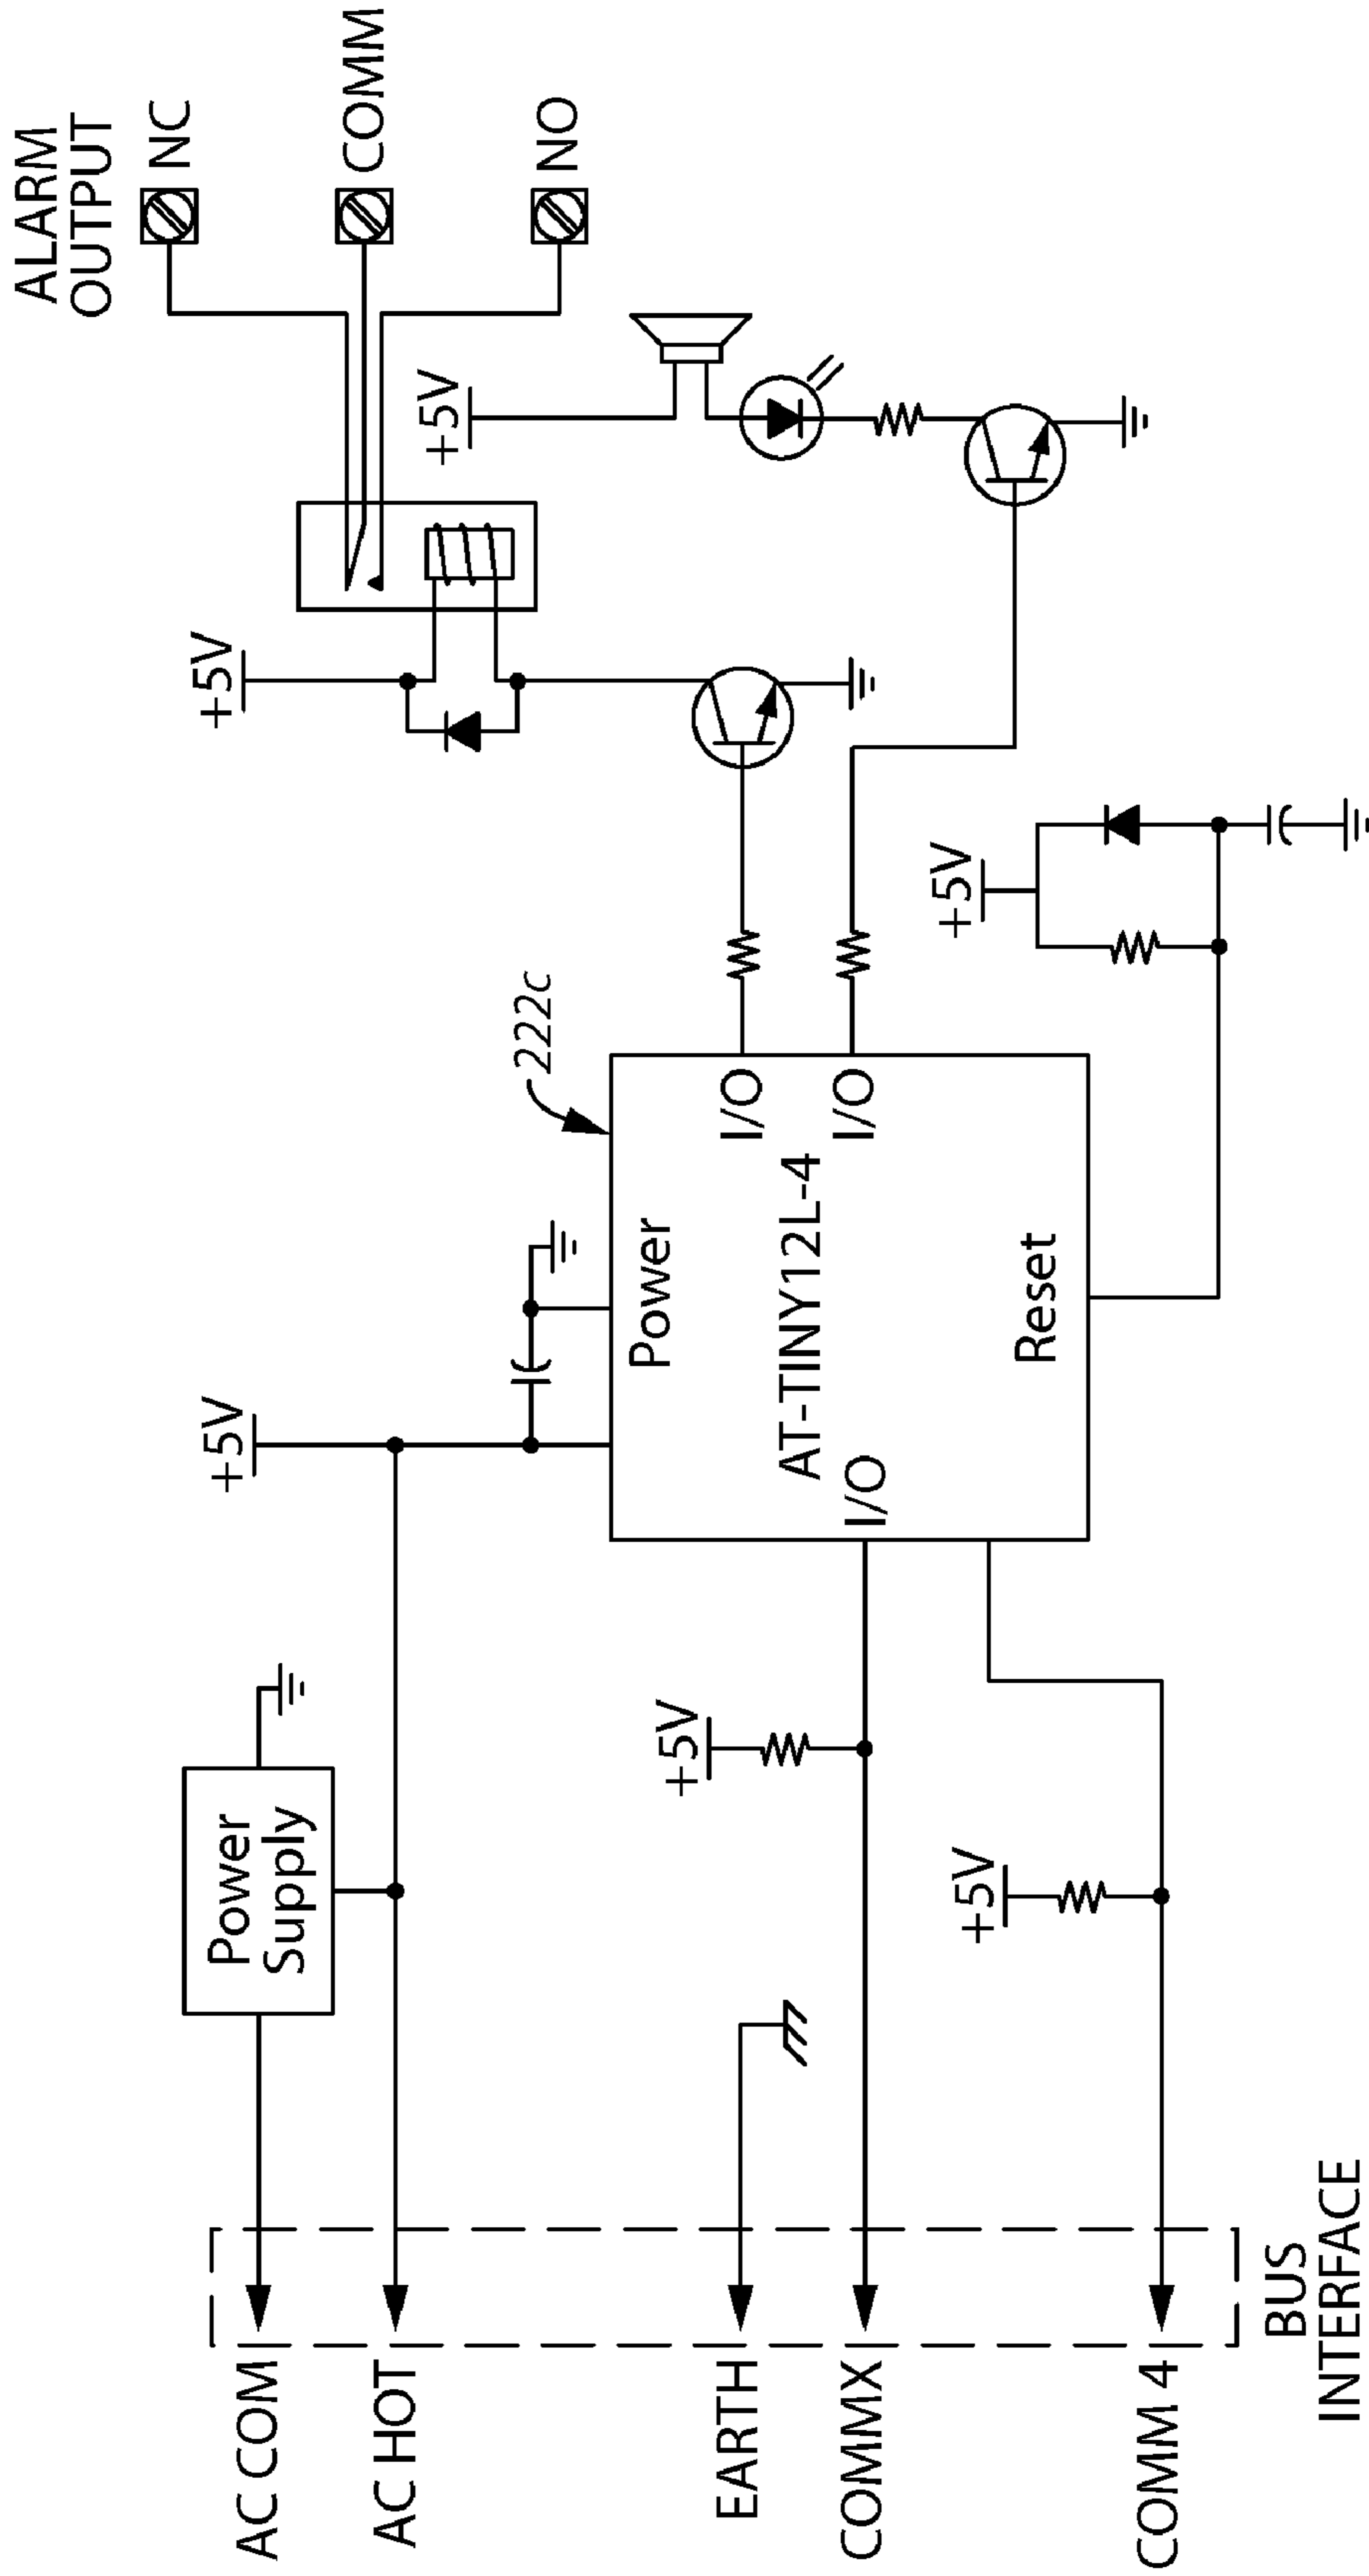 ALARM
OUTPUT
NC
COMM
NO
+5V
+5V
+5V
222c
+5V
Power
I/O
I/O
AT-TINY12L-4
I/O
Reset
Power
Supply
+5V
+5V
AC COM
AC HOT
EARTH
COMMX
COMM 4
BUS
INTERFACE